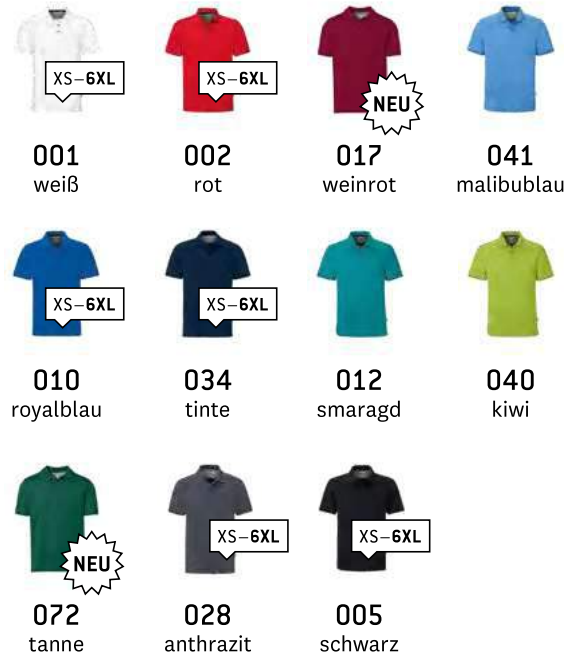 XS–6XL
XS–6XL
NEU
001
weiß
002
rot
017
weinrot
041
malibublau
XS–6XL
XS–6XL
010
royalblau
034
tinte
012
smaragd
040
kiwi
NEU
XS–6XL
XS–6XL
072
tanne
028
anthrazit
005
schwarz